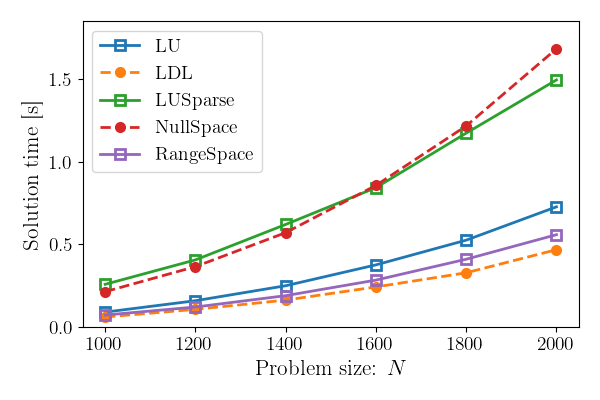 LU
LDL
LUSparse
NullSpace
RangeSpace
Solution time [s]
1.5
1.0
0.5
0.0
1000 1200 1400 1600 1800 2000
Problem size: N